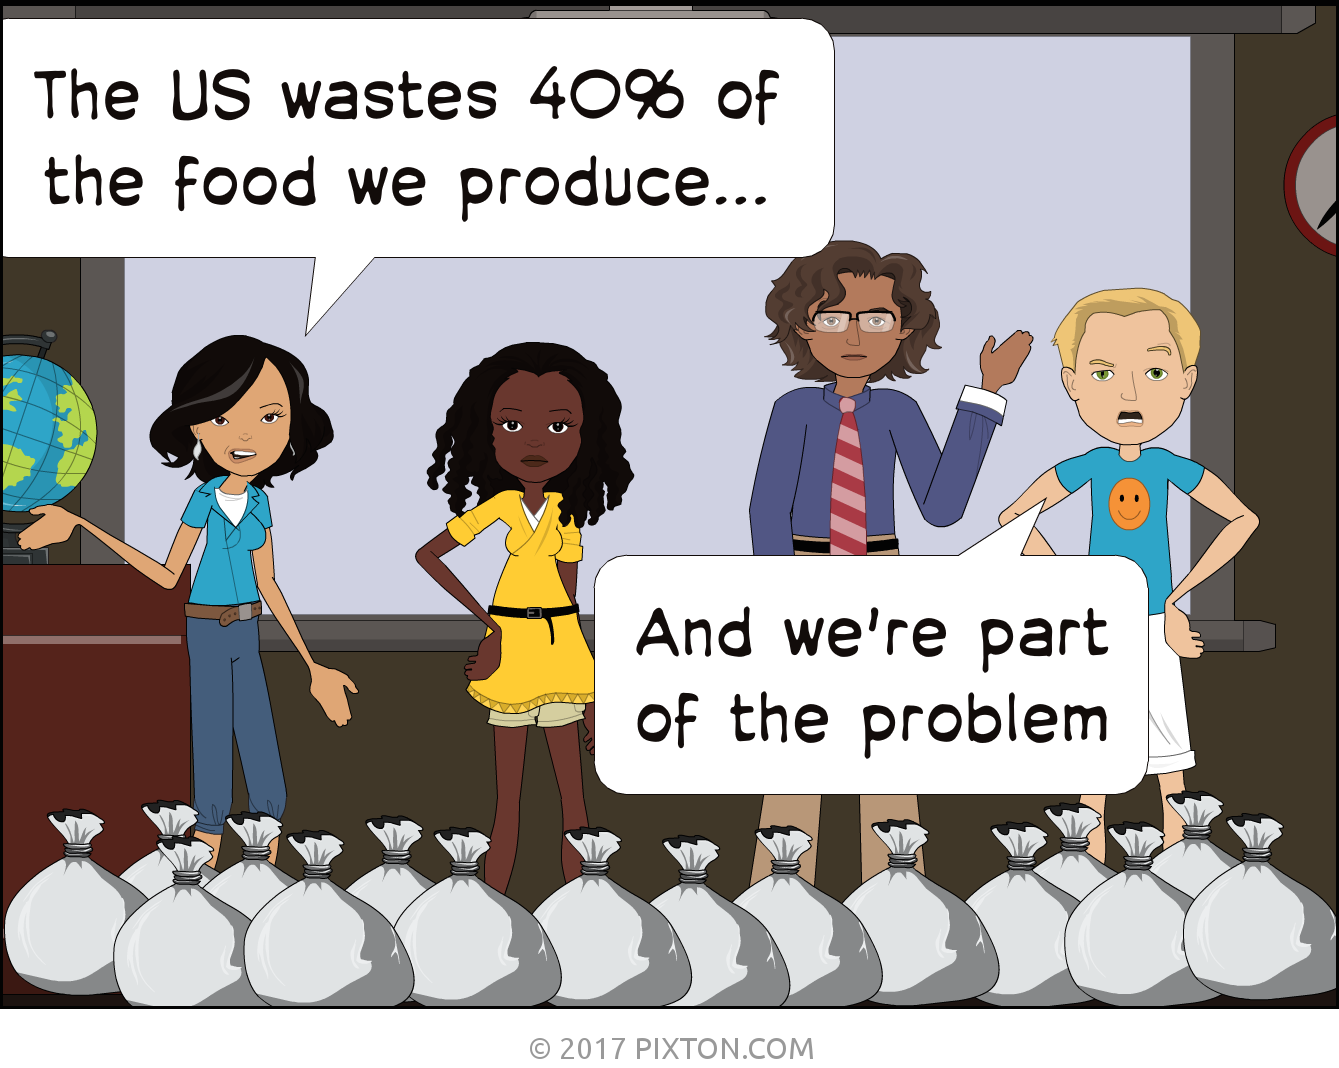 The US wastes 40% of
the food we produce...
And we're part
of the problem
© 2017 PIXTON.COM